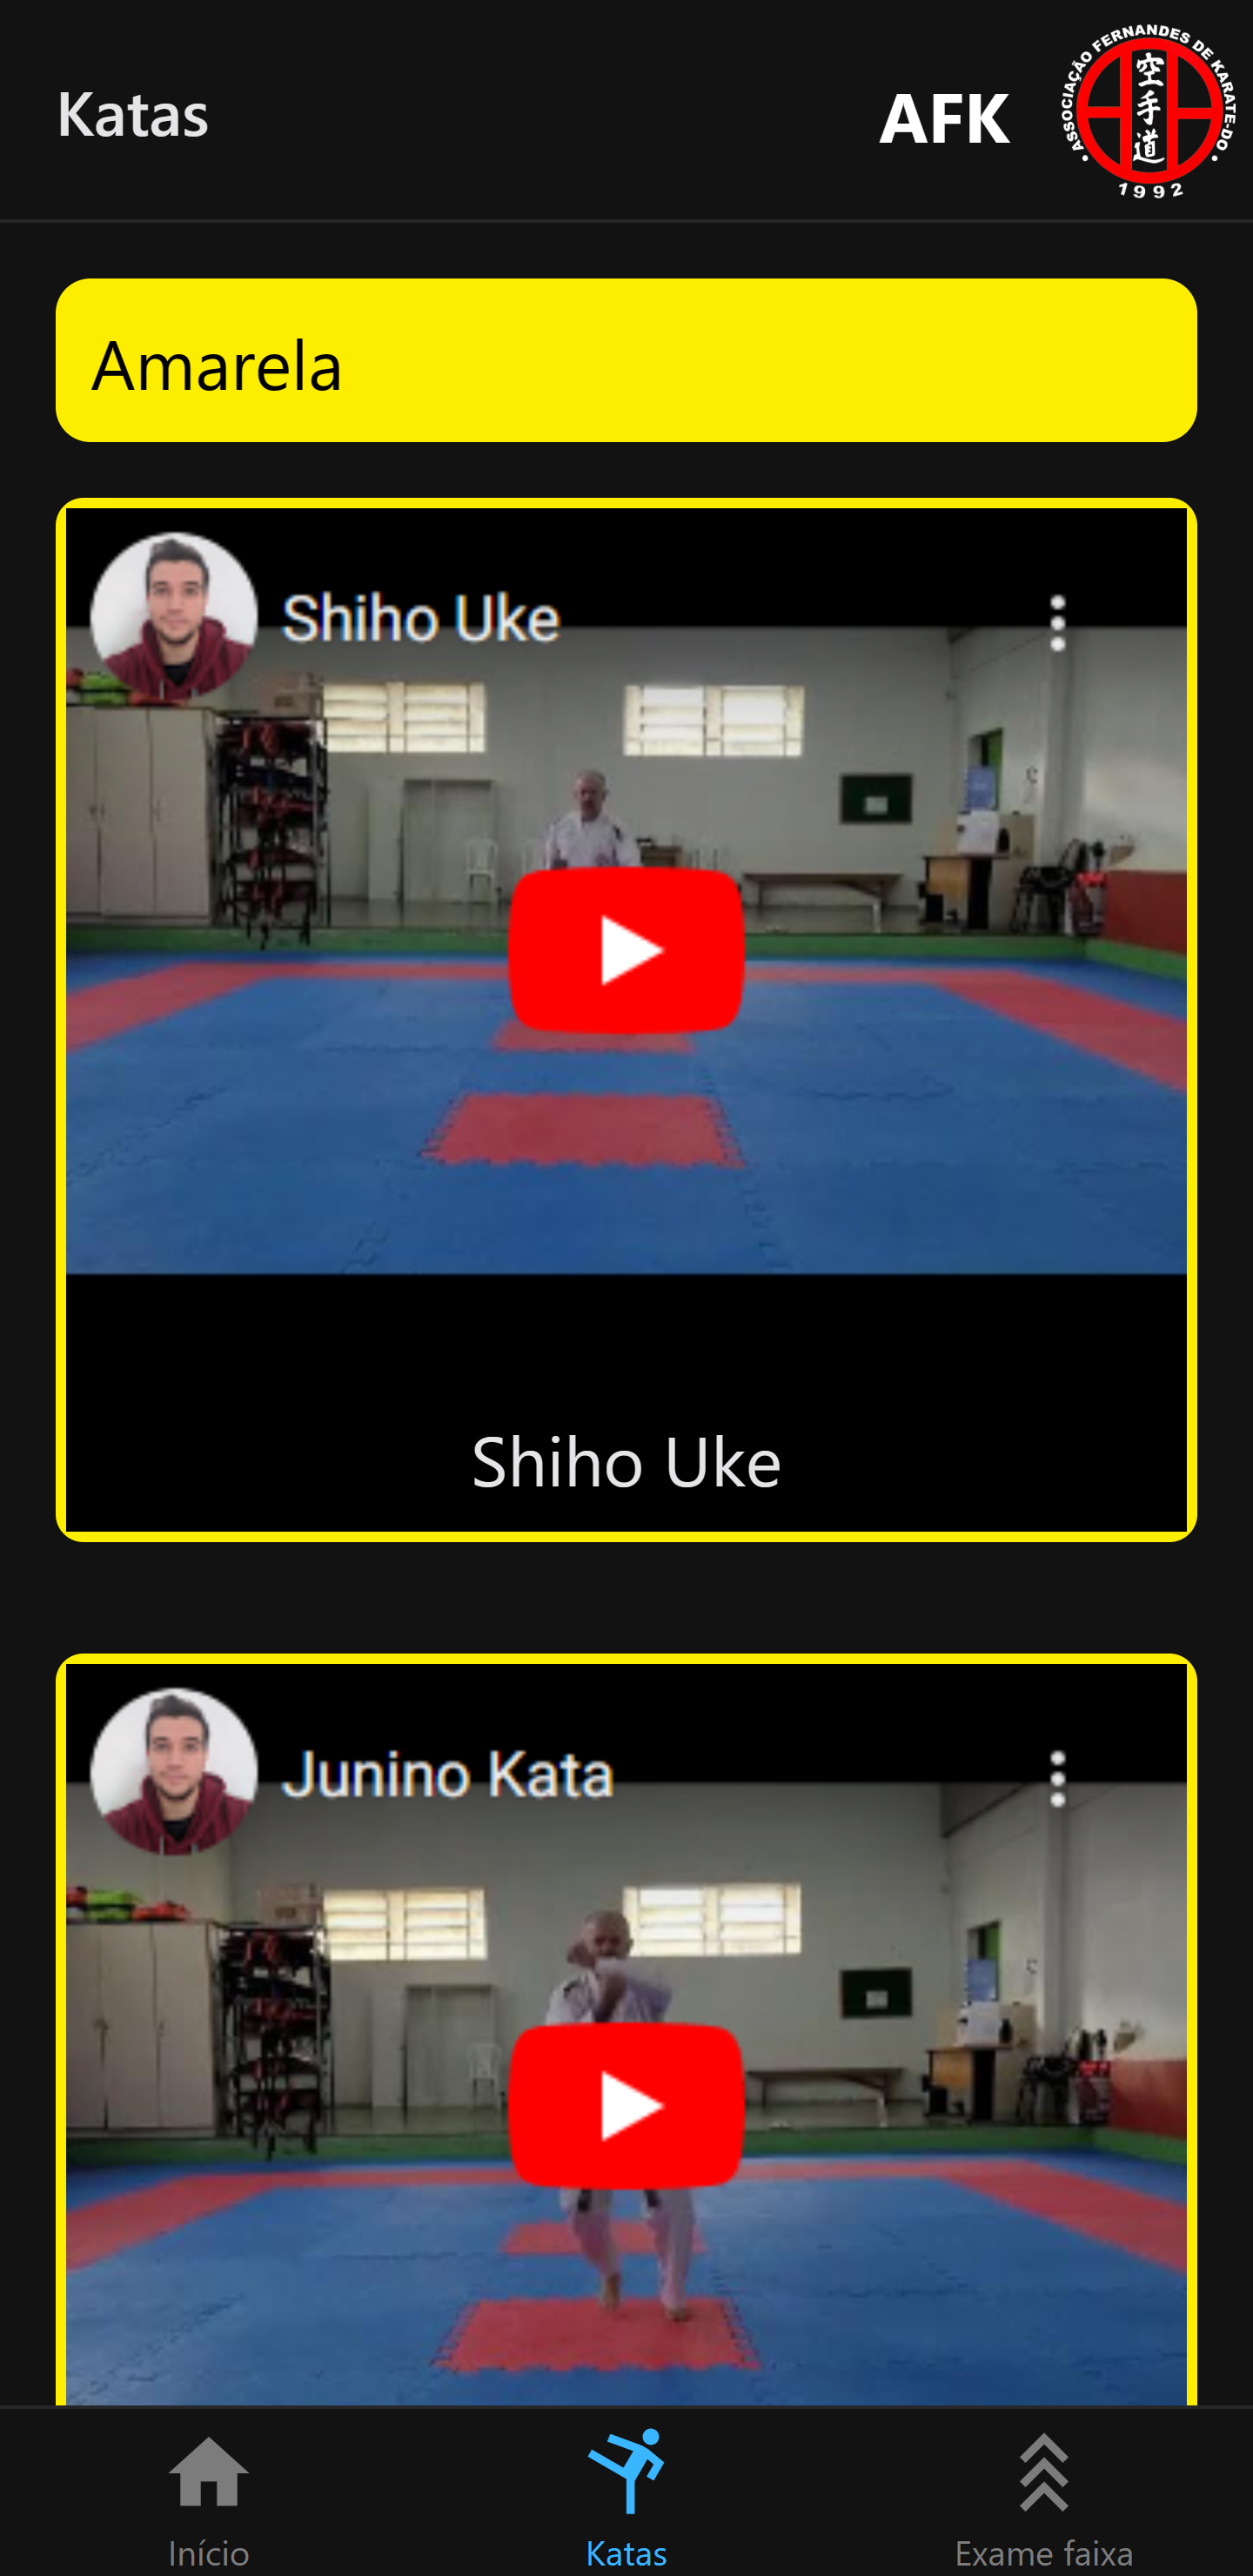 Katas
AFK
ASSOCIAÇÃO FERNANDES DE KARATE-DO
空手道
1992
Amarela
Shiho Uke
Shiho Uke
Junino Kata
Início
Katas
Exame faixa